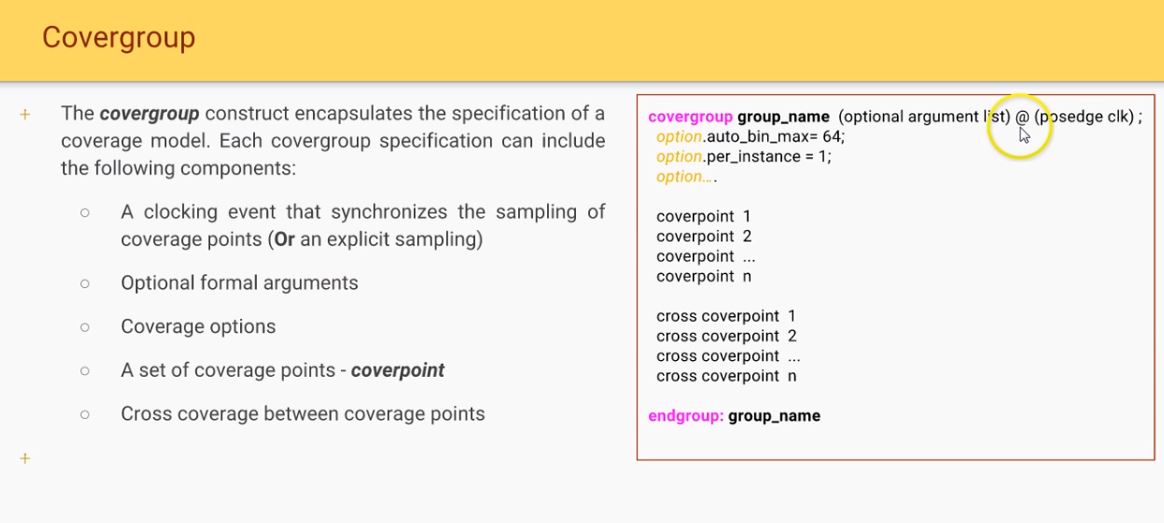 Covergroup
+ The covergroup construct encapsulates the specification of a
coverage model. Each covergroup specification can include
the following components:
○ A clocking event that synchronizes the sampling of
coverage points (Or an explicit sampling)
○ Optional formal arguments
○ Coverage options
○ A set of coverage points - coverpoint
○ Cross coverage between coverage points
+
covergroup group_name (optional argument list) @ (posedge clk) ;
option.auto_bin_max= 64;
option.per_instance = 1;
option... .
coverpoint 1
coverpoint 2
coverpoint ...
coverpoint n
cross coverpoint 1
cross coverpoint 2
cross coverpoint ...
cross coverpoint n
endgroup: group_name